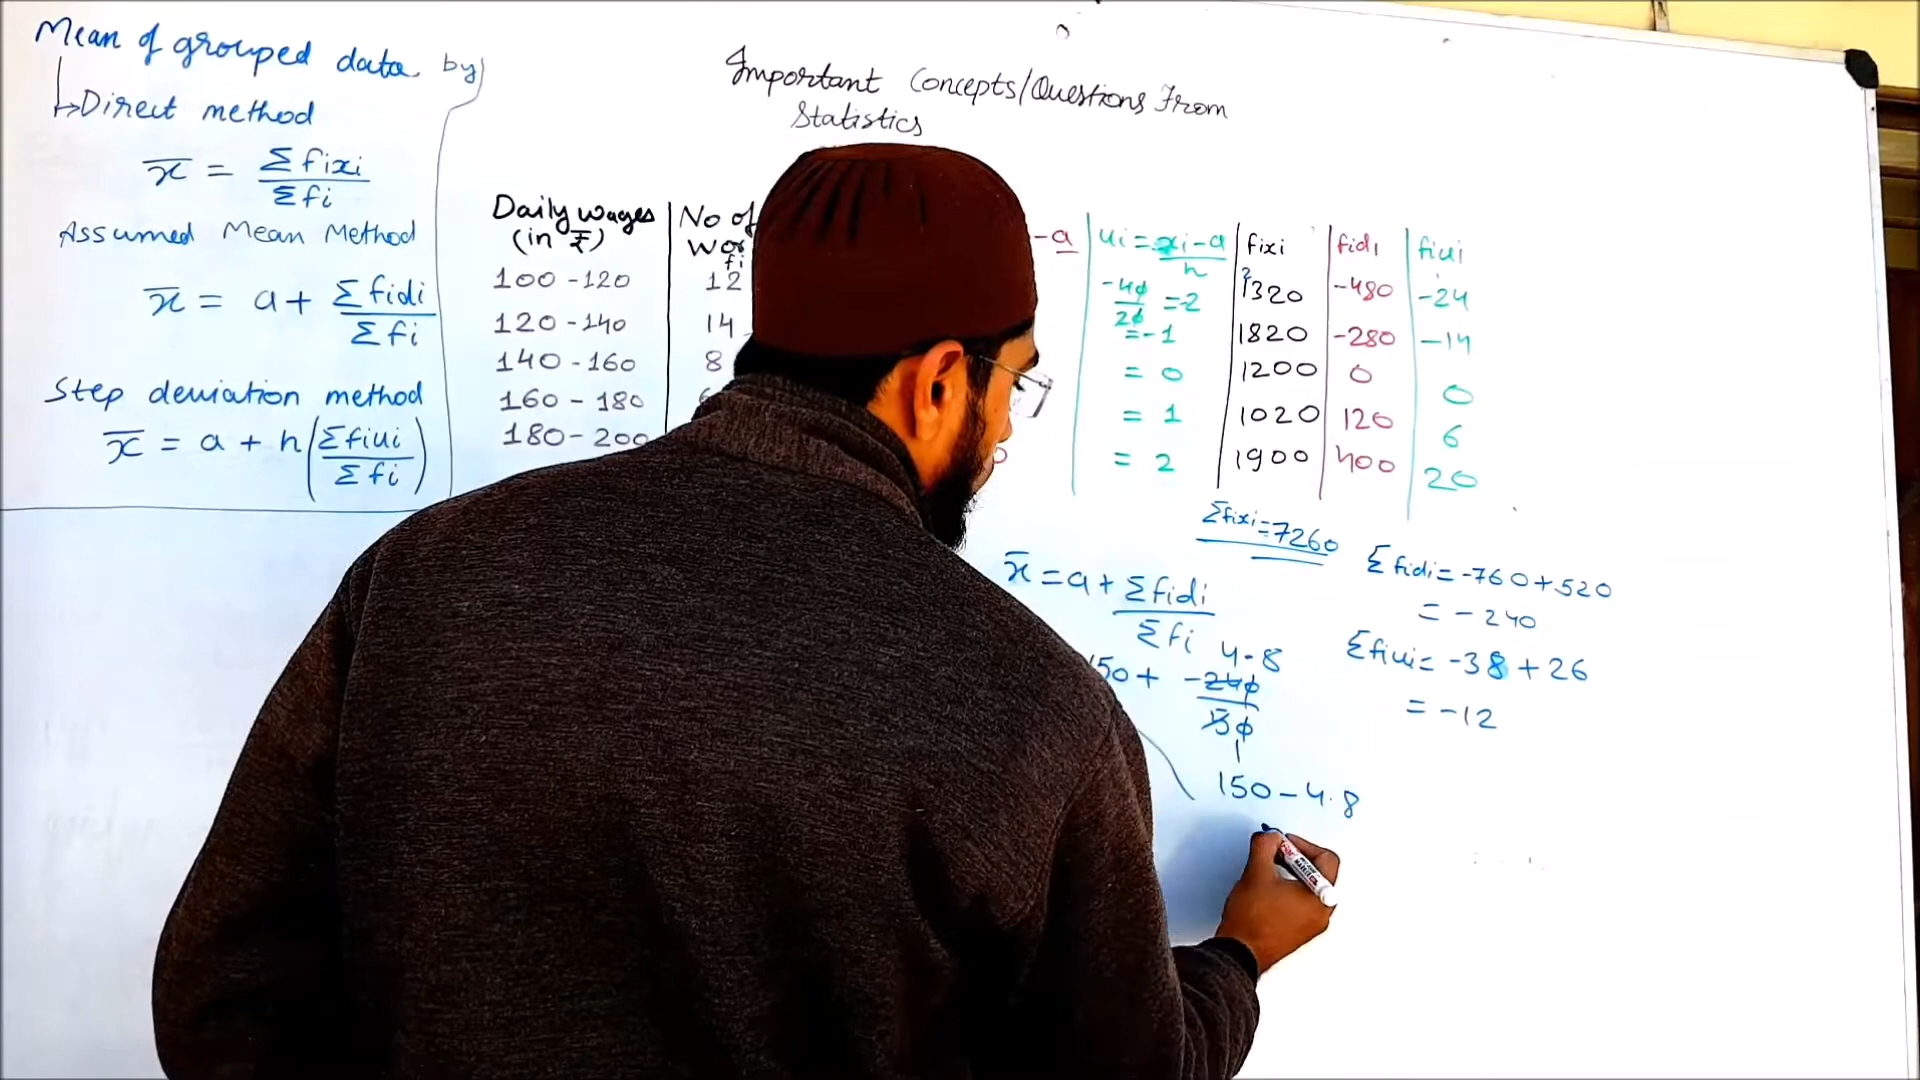 Mean of grouped data by
↳ Direct method
x̄ = Σfixi / Σfi
Assumed Mean Method
x̄ = a + Σfidi / Σfi
Step deviation method
x̄ = a + h (Σfiui / Σfi)
Important Concepts/Questions From
Statistics
Daily wages (in ₹) | No of fi | -a | ui = xi-a / h | fixi | fidi | fiui
100-120 | 12 | -40/20 = -2 | 1320 | -480 | -24
120-140 | 14 | = -1 | 1820 | -280 | -14
140-160 | 8 | = 0 | 1200 | 0 | 0
160-180 | = 1 | 1020 | 120 | 6
180-200 | = 2 | 1900 | 400 | 20
Σfixi = 7260
Σfidi = -760+520
= -240
Σfiui = -38+26
= -12
x̄ = a + Σfidi / Σfi
150 + -240 / 50
4.8
1
150 - 4.8